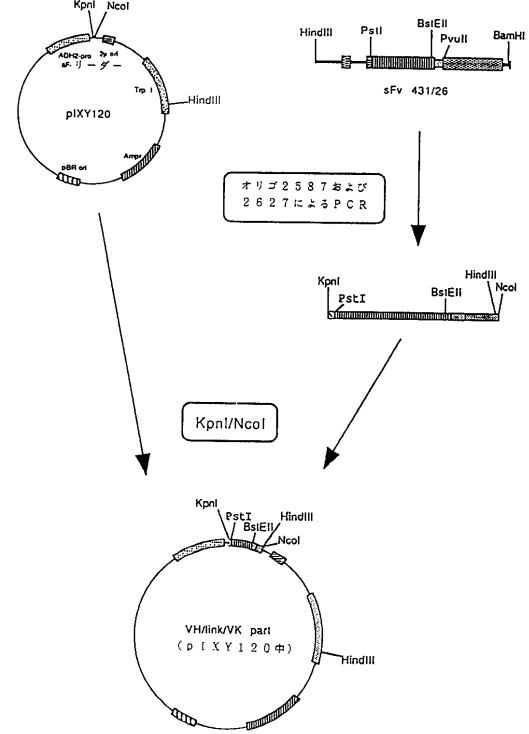 KpnI NcoI
ADH2-pro 2μ ori
αF- リーダー
Trp I
HindIII
pIXY120
pBR ori
Ampr
HindIII
PstI
BstEII
PvuII
BamHI
sFv 431/26
オリゴ2587および
2627によるPCR
KpnI
PstI
BstEII
HindIII
NcoI
KpnI/NcoI
KpnI
PstI
BstEII
HindIII
NcoI
VH/link/VK part
(pIXY120中)
HindIII